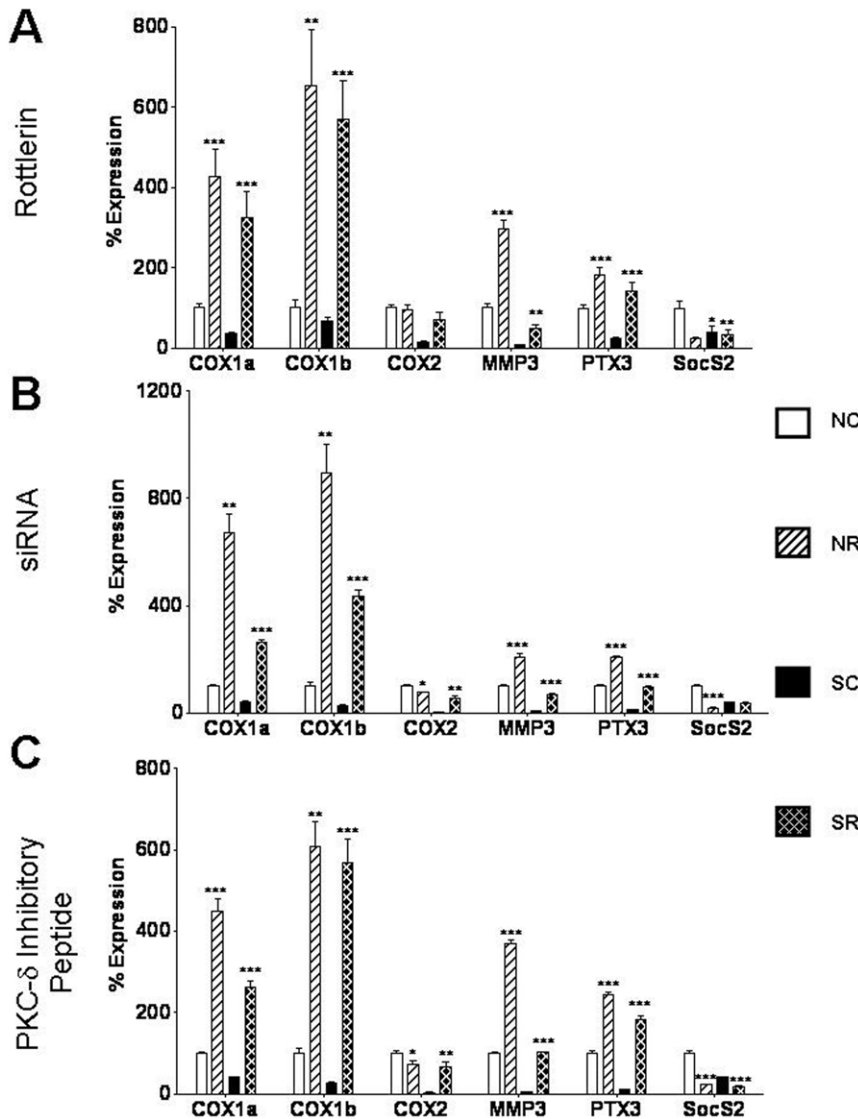 A
Rottlerin
% Expression
800
600
400
200
0
*** *** ** *** *** ** *** *** * **
COX1a COX1b COX2 MMP3 PTX3 SocS2
B
siRNA
% Expression
1200
800
400
0
** *** ** *** * ** *** *** *** *** ***
COX1a COX1b COX2 MMP3 PTX3 SocS2
NC
NR
SC
SR
C
PKC-δ Inhibitory
Peptide
% Expression
800
600
400
200
0
*** *** ** *** * ** *** *** *** *** *** ***
COX1a COX1b COX2 MMP3 PTX3 SocS2